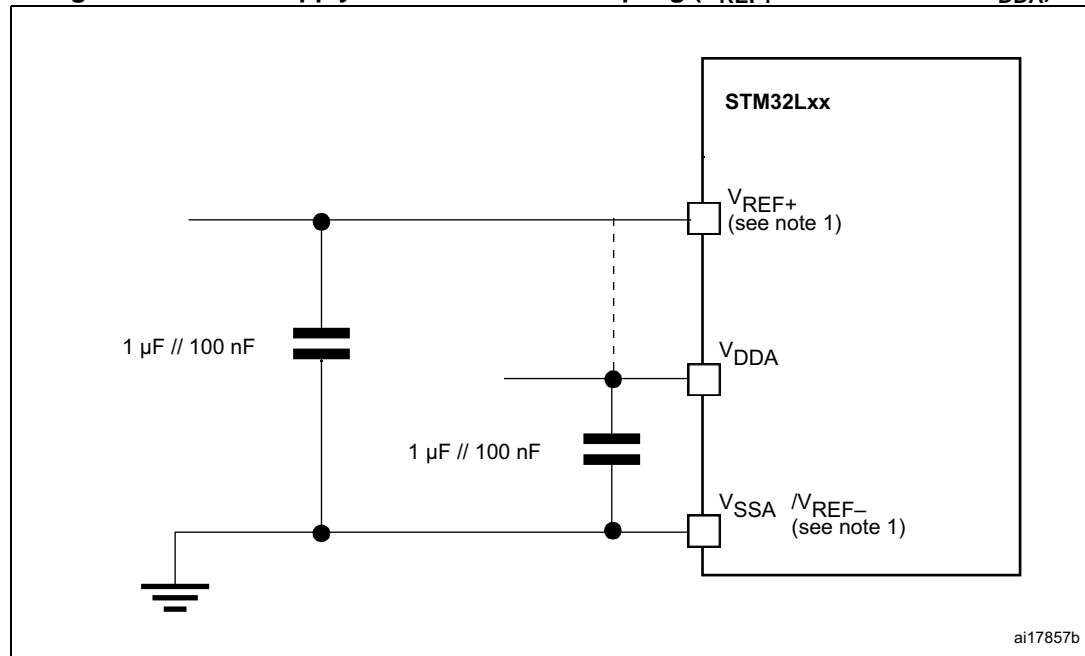 STM32Lxx
VREF+
(see note 1)
1 µF // 100 nF
VDDA
1 µF // 100 nF
VSSA /VREF–
(see note 1)
ai17857b